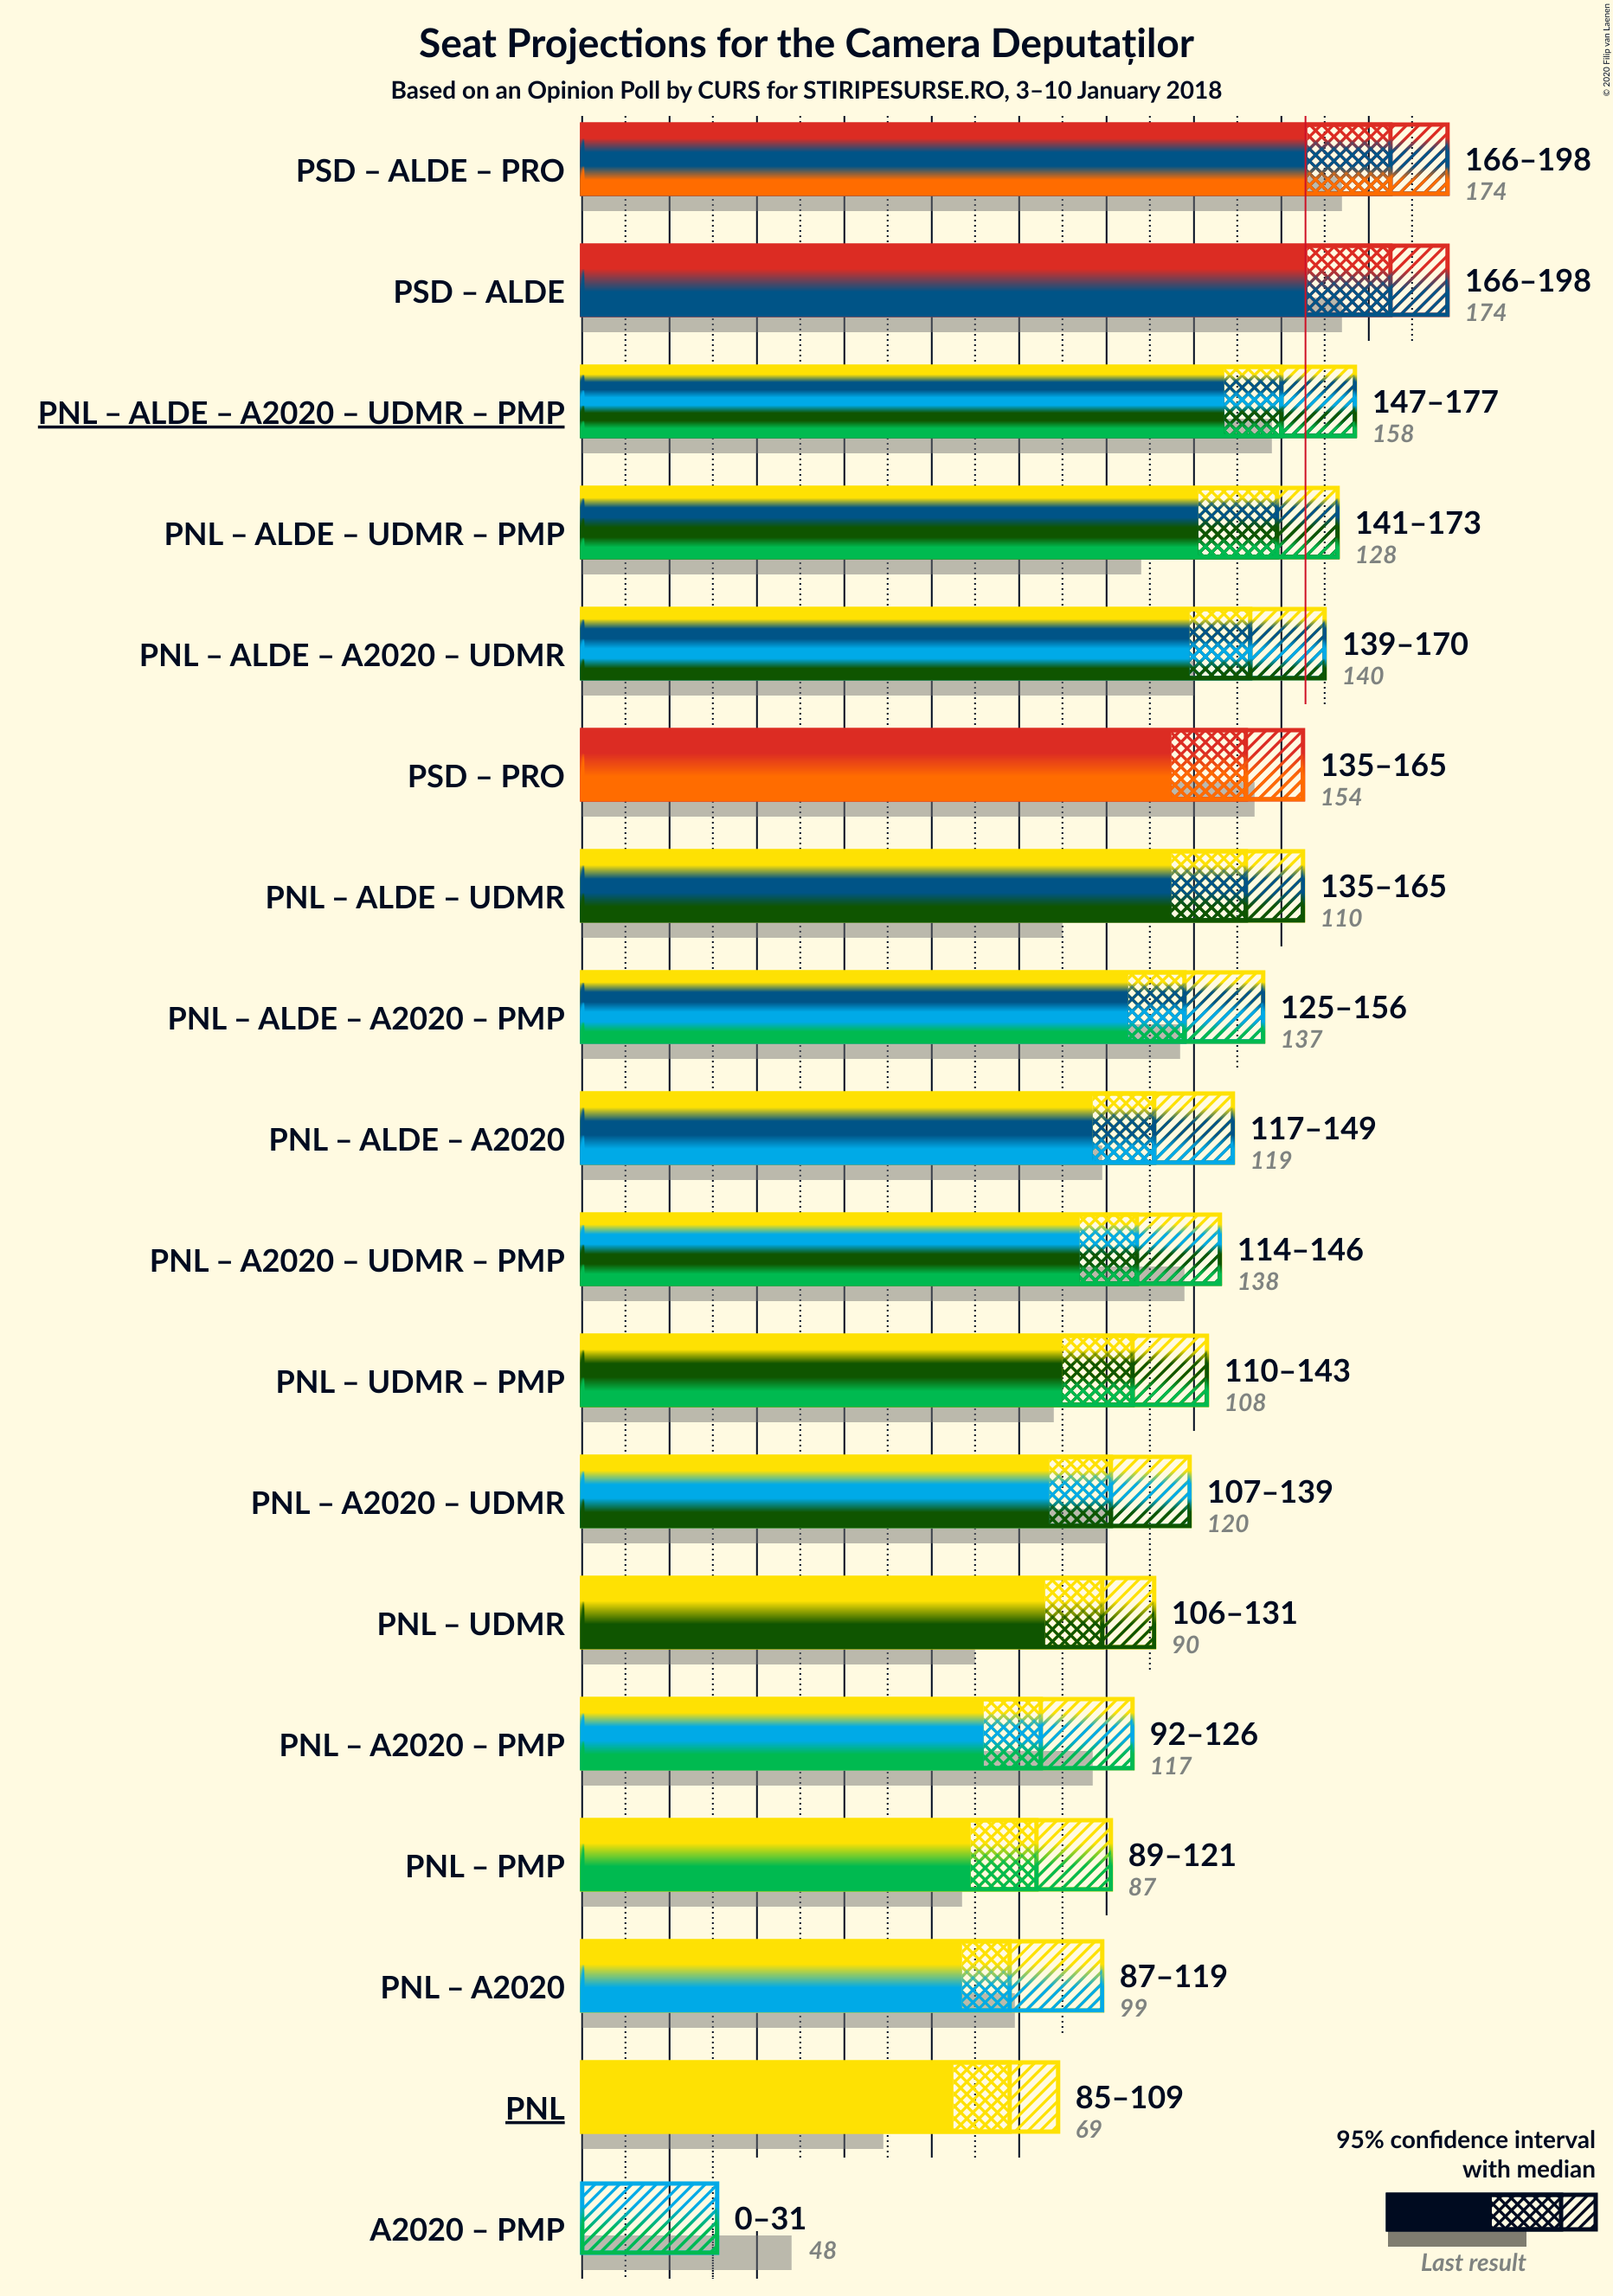 Seat Projections for the Camera Deputaților
Based on an Opinion Poll by CURS for STIRIPESURSE.RO, 3–10 January 2018
© 2020 Filip van Laenen
PSD – ALDE – PRO
166–198
174
PSD – ALDE
166–198
174
PNL – ALDE – A2020 – UDMR – PMP
147–177
158
PNL – ALDE – UDMR – PMP
141–173
128
PNL – ALDE – A2020 – UDMR
139–170
140
PSD – PRO
135–165
154
PNL – ALDE – UDMR
135–165
110
PNL – ALDE – A2020 – PMP
125–156
137
PNL – ALDE – A2020
117–149
119
PNL – A2020 – UDMR – PMP
114–146
138
PNL – UDMR – PMP
110–143
108
PNL – A2020 – UDMR
107–139
120
PNL – UDMR
106–131
90
PNL – A2020 – PMP
92–126
117
PNL – PMP
89–121
87
PNL – A2020
87–119
99
PNL
85–109
69
A2020 – PMP
0–31
48
95% confidence interval
with median
Last result